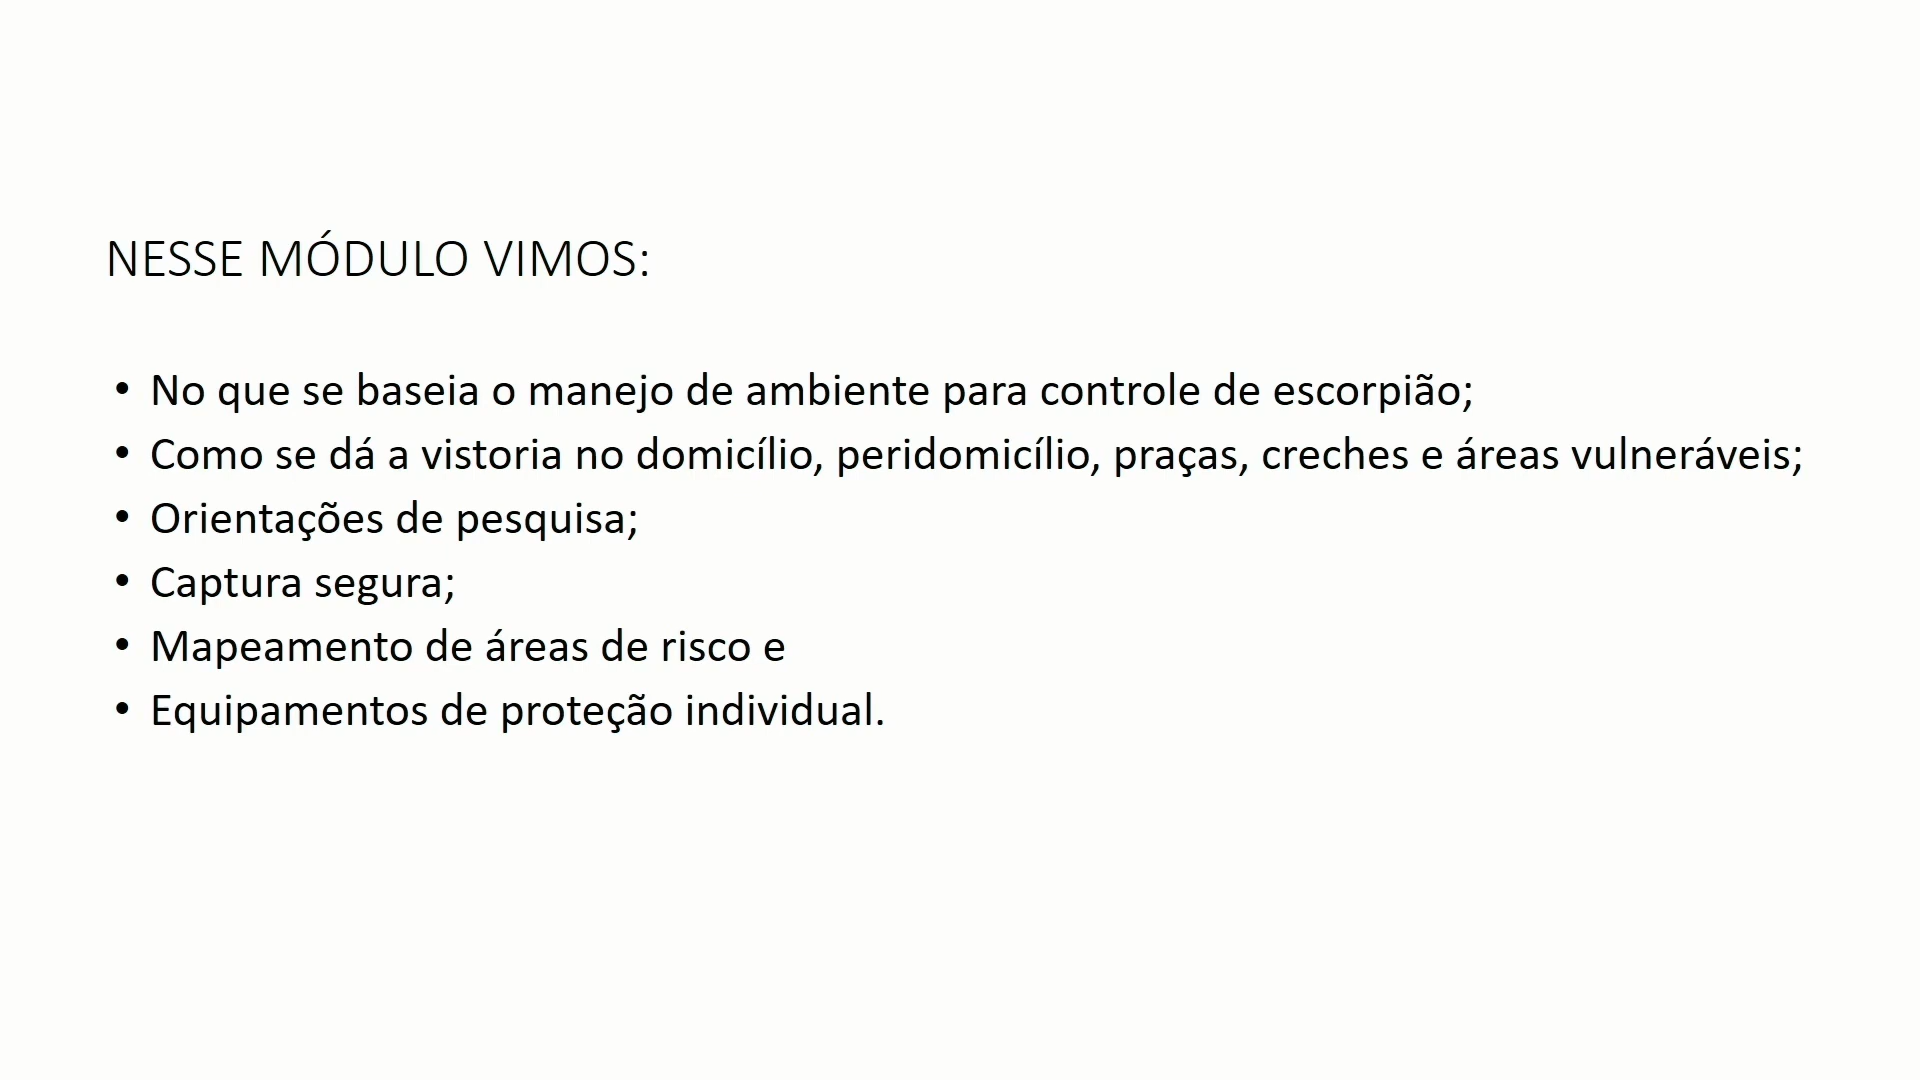 NESSE MÓDULO VIMOS:
• No que se baseia o manejo de ambiente para controle de escorpião;
• Como se dá a vistoria no domicílio, peridomicílio, praças, creches e áreas vulneráveis;
• Orientações de pesquisa;
• Captura segura;
• Mapeamento de áreas de risco e
• Equipamentos de proteção individual.